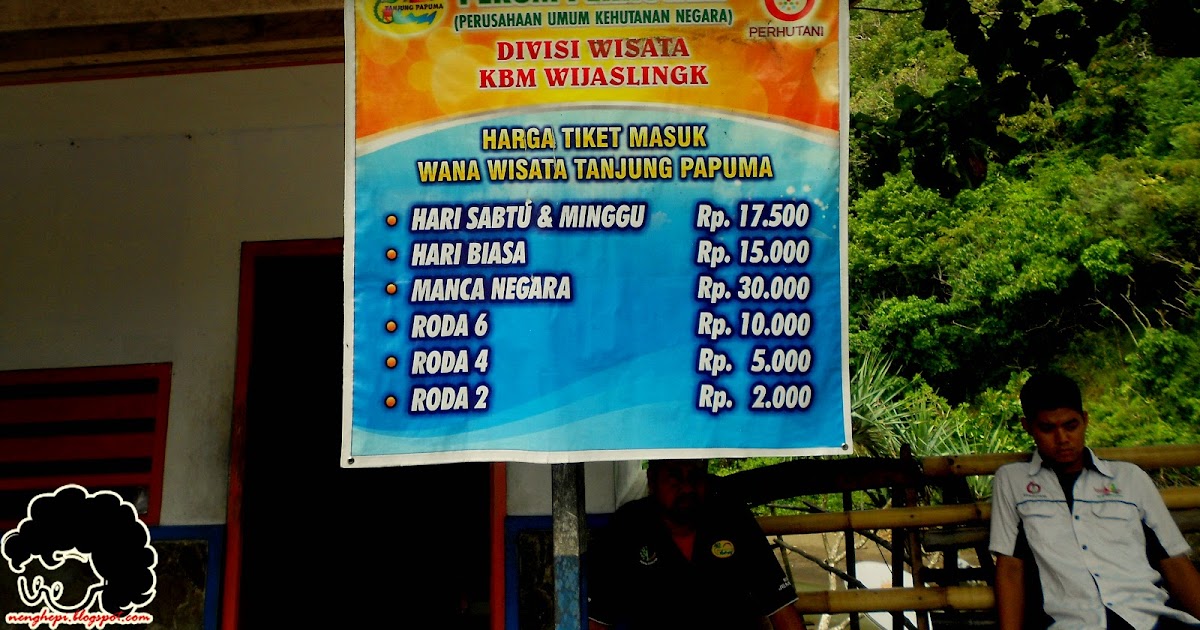 TANJUNG PAPUMA
(PERUSAHAAN UMUM KEHUTANAN NEGARA)
PERHUTANI
DIVISI WISATA
KBM WIJASLINGK
HARGA TIKET MASUK
WANA WISATA TANJUNG PAPUMA
HARI SABTU & MINGGU Rp. 17.500
HARI BIASA Rp. 15.000
MANCA NEGARA Rp. 30.000
RODA 6 Rp. 10.000
RODA 4 Rp. 5.000
RODA 2 Rp. 2.000
nenghepi.blogspot.com